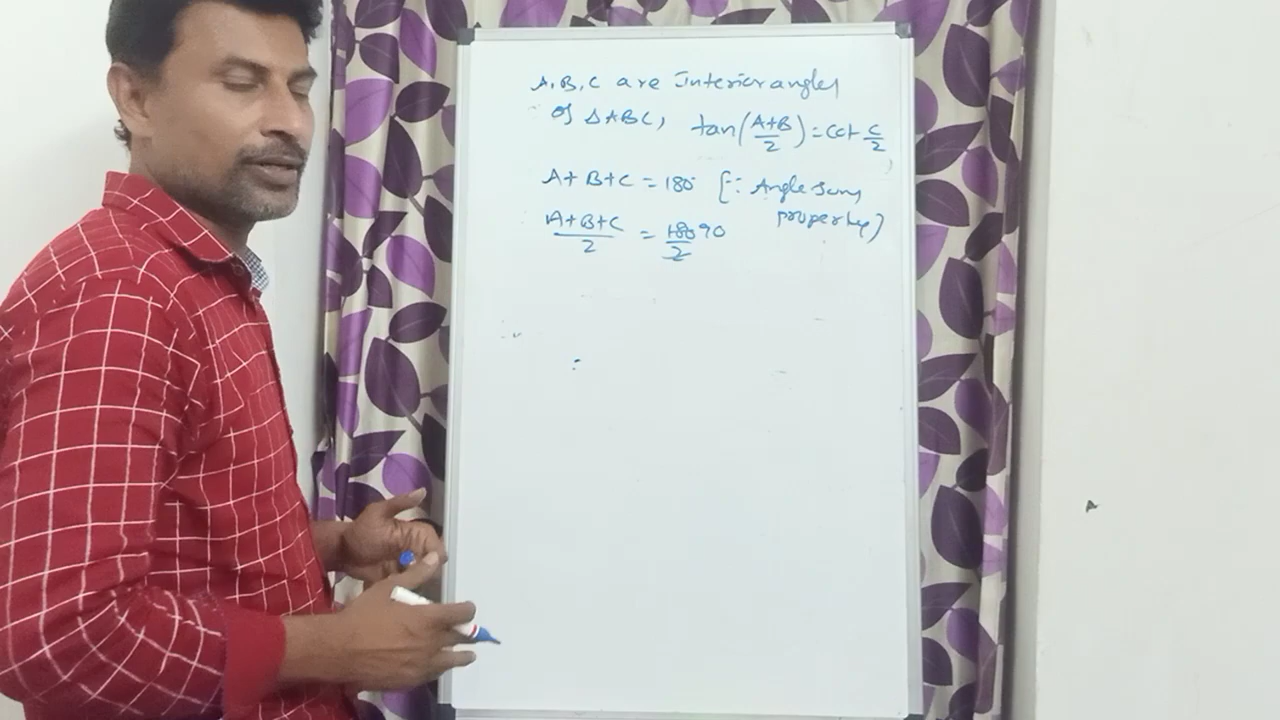 A, B, C are Interior angles
of ΔABC, tan(A+B/2) = cot C/2
A+B+C = 180° [∵ Angle sum
property)
A+B+C/2 = 180/2 90